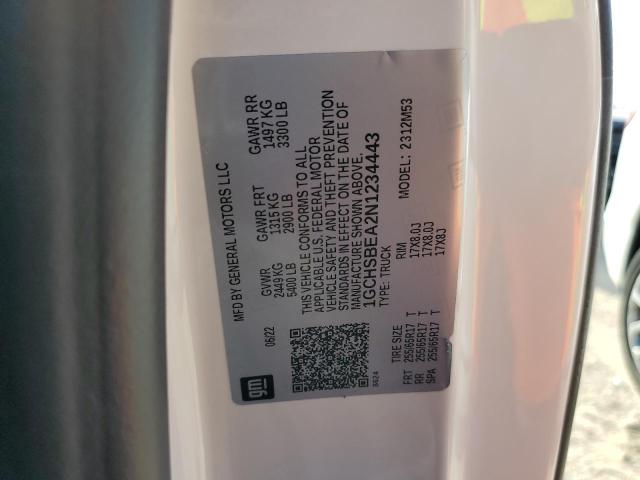 MFD BY GENERAL MOTORS LLC
06/22
GVWR
2449 KG
5400 LB
GAWR FRT
1315 KG
2900 LB
GAWR RR
1497 KG
3300 LB
THIS VEHICLE CONFORMS TO ALL
APPLICABLE U.S. FEDERAL MOTOR
VEHICLE SAFETY AND THEFT PREVENTION
STANDARDS IN EFFECT ON THE DATE OF
MANUFACTURE SHOWN ABOVE.
1GCHSBEA2N1234443
TYPE: TRUCK
MODEL: 2312M53
gm
8624
TIRE SIZE RIM
FRT 255/65R17 T 17X8.0J
RR 255/65R17 T 17X8.0J
SPA 255/65R17 T 17X8J